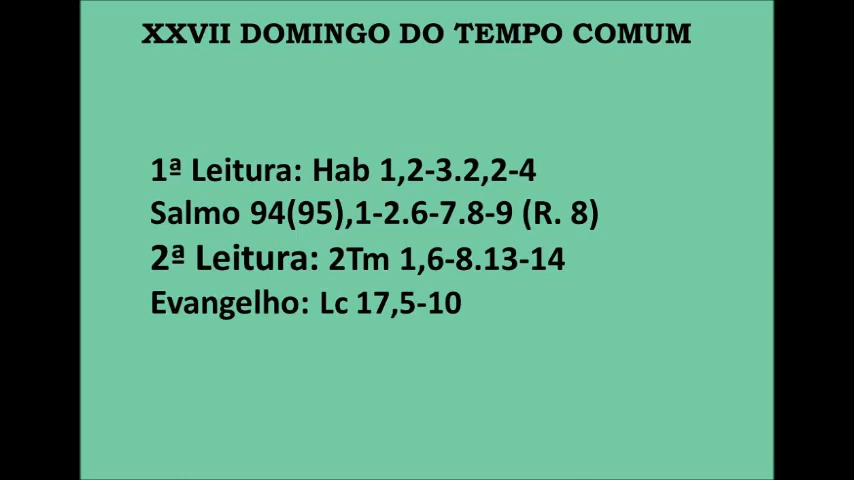 XXVII DOMINGO DO TEMPO COMUM
1ª Leitura: Hab 1,2-3.2,2-4
Salmo 94(95),1-2.6-7.8-9 (R. 8)
2ª Leitura: 2Tm 1,6-8.13-14
Evangelho: Lc 17,5-10